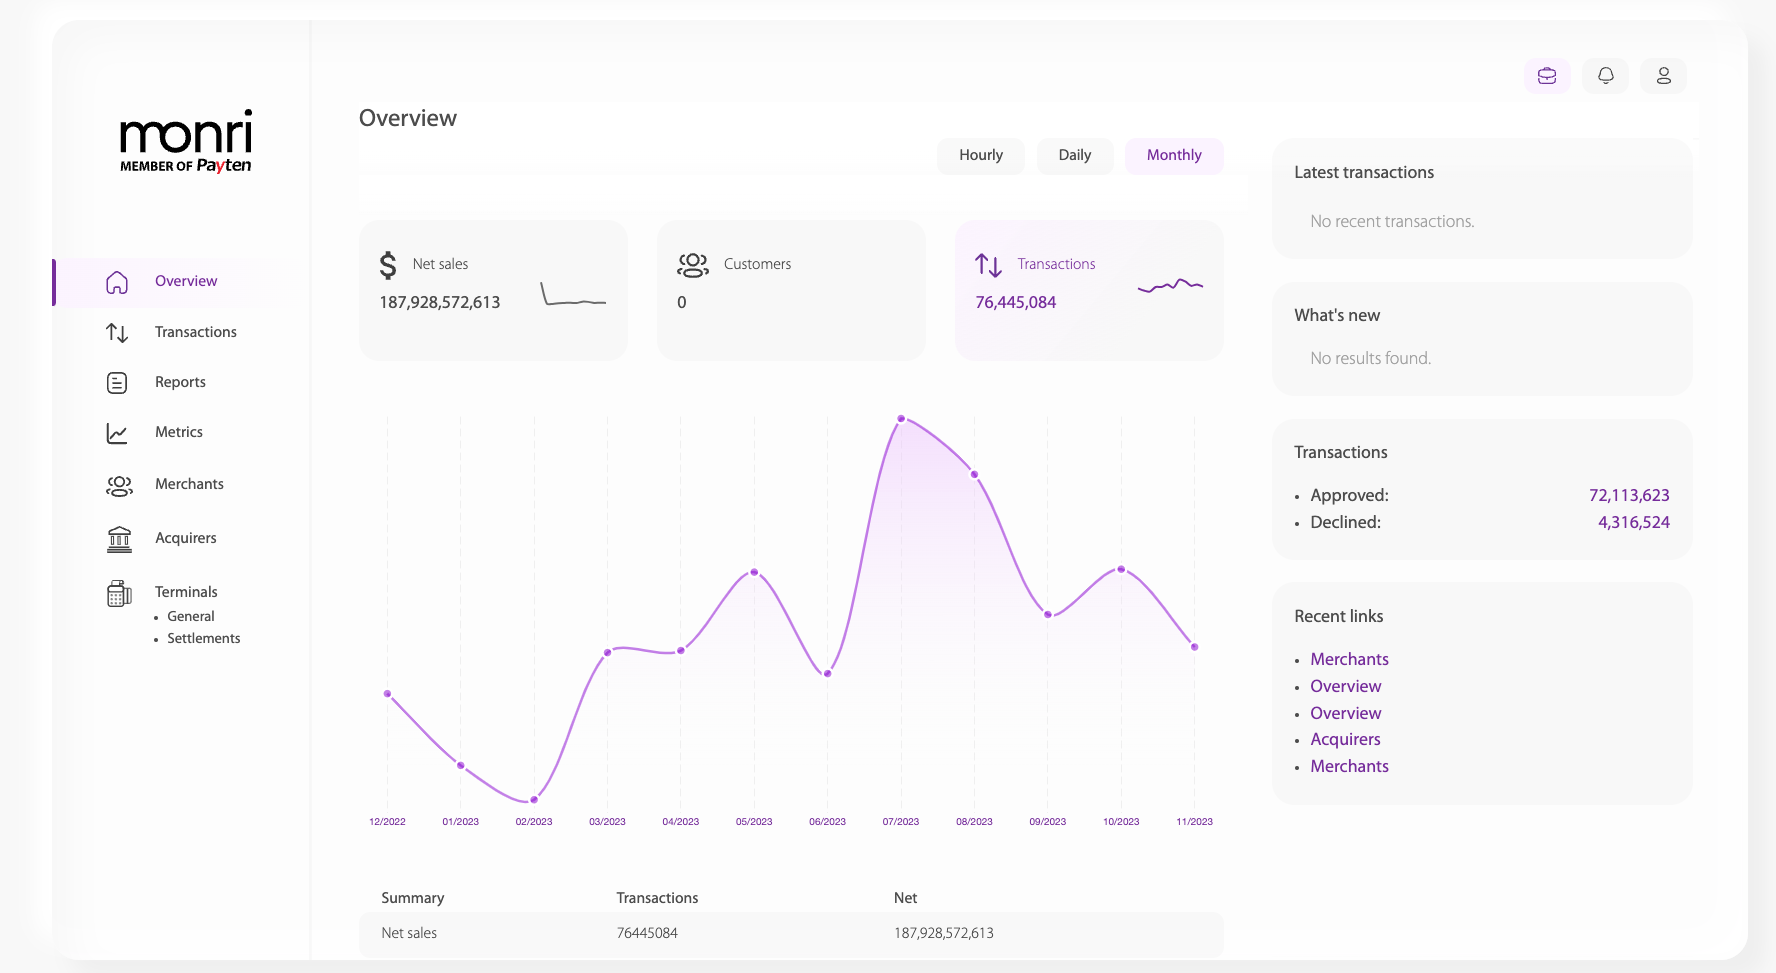 monri
MEMBER OF Payten
Overview
Transactions
Reports
Metrics
Merchants
Acquirers
Terminals
• General
• Settlements
Overview
Hourly Daily Monthly
Net sales
187,928,572,613
Customers
0
Transactions
76,445,084
12/2022 01/2023 02/2023 03/2023 04/2023 05/2023 06/2023 07/2023 08/2023 09/2023 10/2023 11/2023
Summary Transactions Net
Net sales 76445084 187,928,572,613
Latest transactions
No recent transactions.
What's new
No results found.
Transactions
• Approved: 72,113,623
• Declined: 4,316,524
Recent links
• Merchants
• Overview
• Overview
• Acquirers
• Merchants